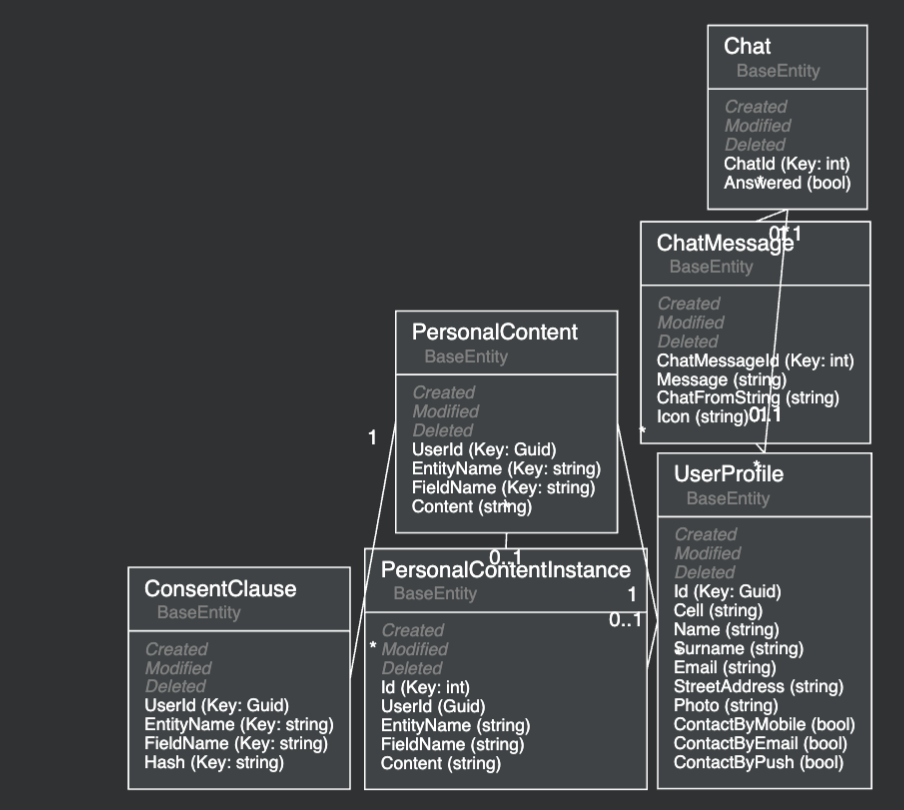 Chat
BaseEntity
Created
Modified
Deleted
ChatId (Key: int)
Answered (bool)
*
ChatMessage
0..1
*
BaseEntity
Created
Modified
Deleted
ChatMessageId (Key: int)
Message (string)
ChatFromString (string)
Icon (string)
0..1
1
*
PersonalContent
BaseEntity
Created
Modified
Deleted
UserId (Key: Guid)
EntityName (Key: string)
FieldName (Key: string)
Content (string)
*
1
UserProfile
*
BaseEntity
Created
Modified
Deleted
Id (Key: Guid)
Cell (string)
Name (string)
Surname (string)
*
Email (string)
StreetAddress (string)
Photo (string)
ContactByMobile (bool)
ContactByEmail (bool)
ContactByPush (bool)
0..1
PersonalContentInstance
BaseEntity
1
0..1
Created
* Modified
Deleted
Id (Key: int)
UserId (Guid)
EntityName (string)
FieldName (string)
Content (string)
ConsentClause
BaseEntity
Created
Modified
Deleted
UserId (Key: Guid)
EntityName (Key: string)
FieldName (Key: string)
Hash (Key: string)